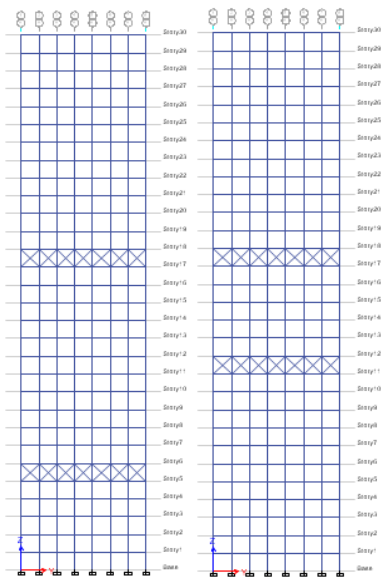 Story30
Story29
Story28
Story27
Story26
Story25
Story24
Story23
Story22
Story21
Story20
Story19
Story18
Story17
Story16
Story15
Story14
Story13
Story12
Story11
Story10
Story9
Story8
Story7
Story6
Story5
Story4
Story3
Story2
Story1
Base
Z
Story30
Story29
Story28
Story27
Story26
Story25
Story24
Story23
Story22
Story21
Story20
Story19
Story18
Story17
Story16
Story15
Story14
Story13
Story12
Story11
Story10
Story9
Story8
Story7
Story6
Story5
Story4
Story3
Story2
Story1
Base
Z